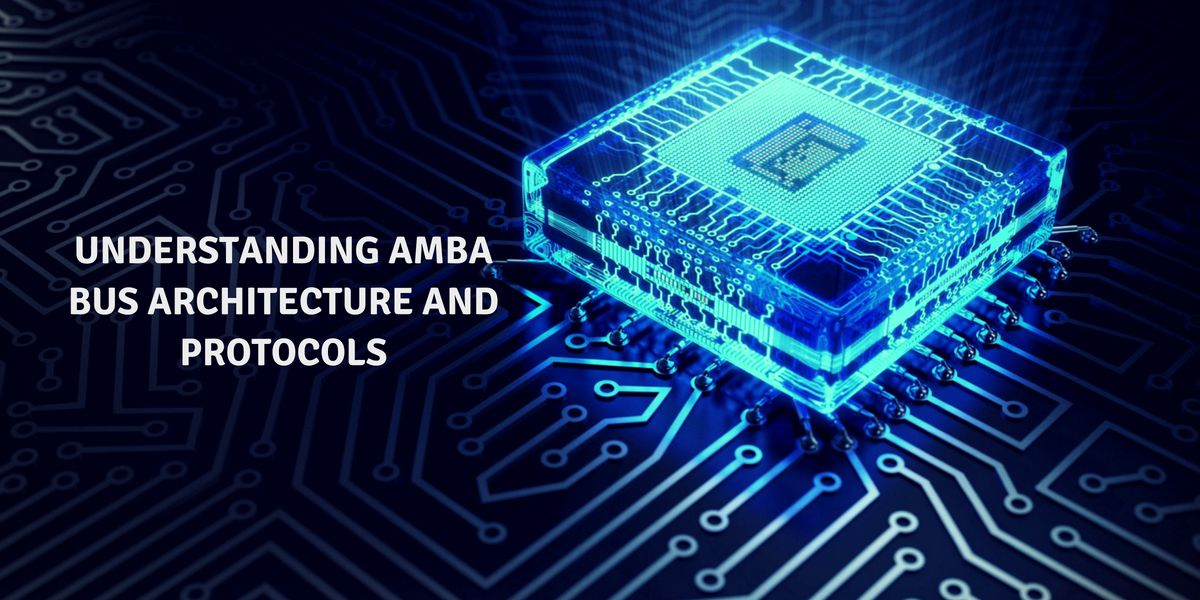 UNDERSTANDING AMBA
BUS ARCHITECTURE AND
PROTOCOLS